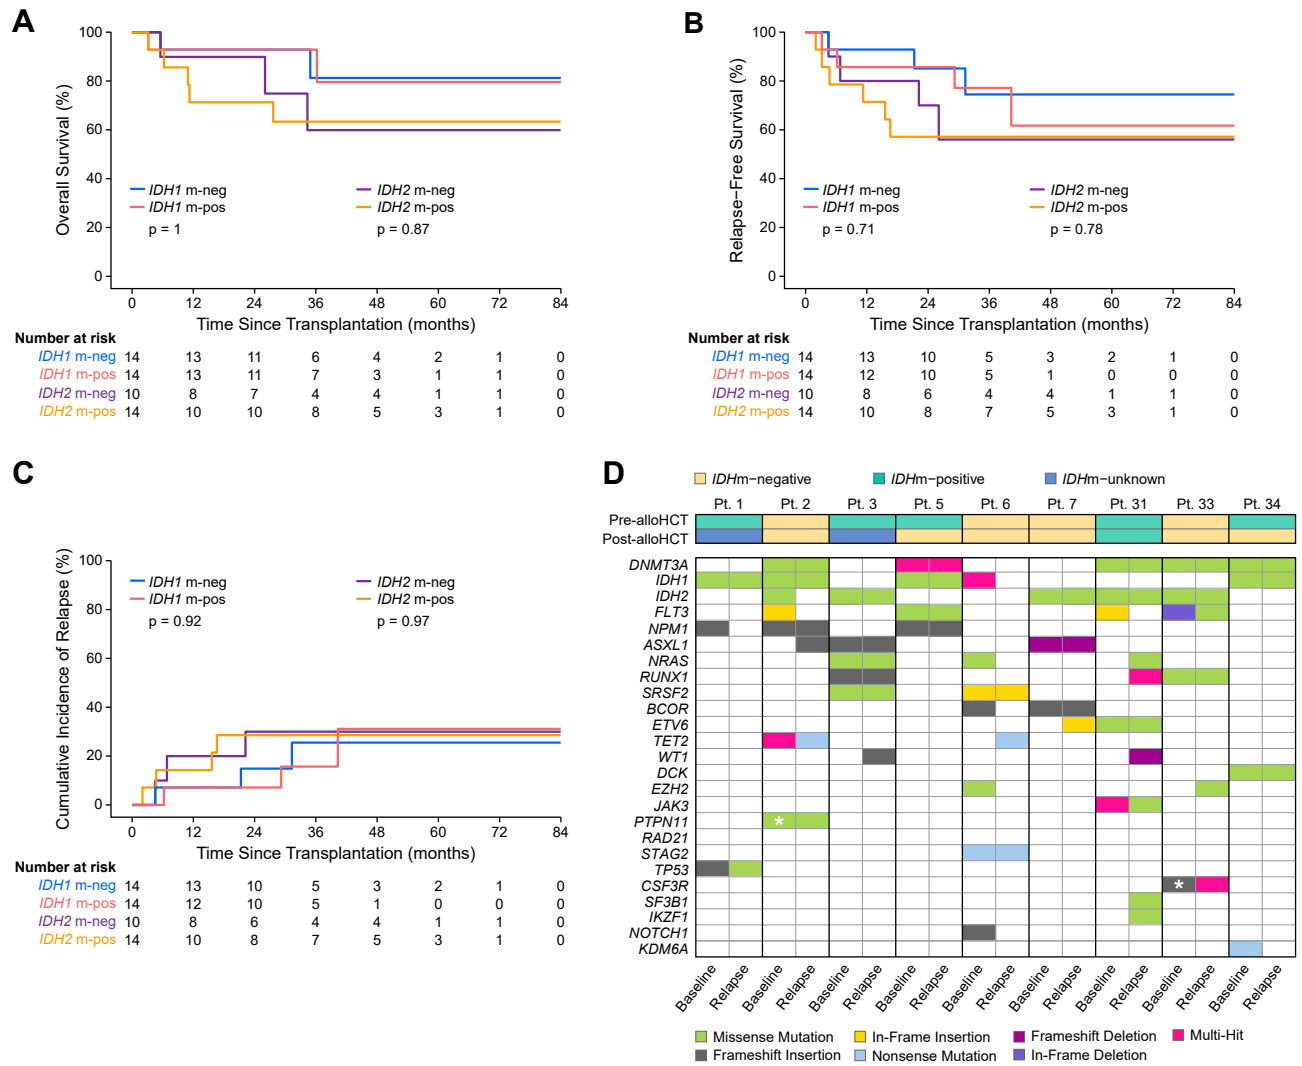 A
Overall Survival (%)
100
80
60
40
20
0
IDH1 m-neg
IDH1 m-pos
p = 1
IDH2 m-neg
IDH2 m-pos
p = 0.87
0 12 24 36 48 60 72 84
Time Since Transplantation (months)
Number at risk
IDH1 m-neg 14 13 11 6 4 2 1 0
IDH1 m-pos 14 13 11 7 3 1 1 0
IDH2 m-neg 10 8 7 4 4 1 1 0
IDH2 m-pos 14 10 10 8 5 3 1 0
B
Relapse−Free Survival (%)
100
80
60
40
20
0
IDH1 m-neg
IDH1 m-pos
p = 0.71
IDH2 m-neg
IDH2 m-pos
p = 0.78
0 12 24 36 48 60 72 84
Time Since Transplantation (months)
Number at risk
IDH1 m-neg 14 13 10 5 3 2 1 0
IDH1 m-pos 14 12 10 5 1 0 0 0
IDH2 m-neg 10 8 6 4 4 1 1 0
IDH2 m-pos 14 10 8 7 5 3 1 0
C
Cumulative Incidence of Relapse (%)
100
80
60
40
20
0
IDH1 m-neg
IDH1 m-pos
p = 0.92
IDH2 m-neg
IDH2 m-pos
p = 0.97
0 12 24 36 48 60 72 84
Time Since Transplantation (months)
Number at risk
IDH1 m-neg 14 13 10 5 3 2 1 0
IDH1 m-pos 14 12 10 5 1 0 0 0
IDH2 m-neg 10 8 6 4 4 1 1 0
IDH2 m-pos 14 10 8 7 5 3 1 0
D
IDHm−negative IDHm−positive IDHm−unknown
Pt. 1 Pt. 2 Pt. 3 Pt. 5 Pt. 6 Pt. 7 Pt. 31 Pt. 33 Pt. 34
Pre-alloHCT
Post-alloHCT
DNMT3A
IDH1
IDH2
FLT3
NPM1
ASXL1
NRAS
RUNX1
SRSF2
BCOR
ETV6
TET2
WT1
DCK
EZH2
JAK3
PTPN11 *
RAD21
STAG2
TP53
CSF3R *
SF3B1
IKZF1
NOTCH1
KDM6A
Baseline Relapse Baseline Relapse Baseline Relapse Baseline Relapse Baseline Relapse Baseline Relapse Baseline Relapse Baseline Relapse Baseline Relapse
Missense Mutation In-Frame Insertion Frameshift Deletion Multi-Hit
Frameshift Insertion Nonsense Mutation In-Frame Deletion